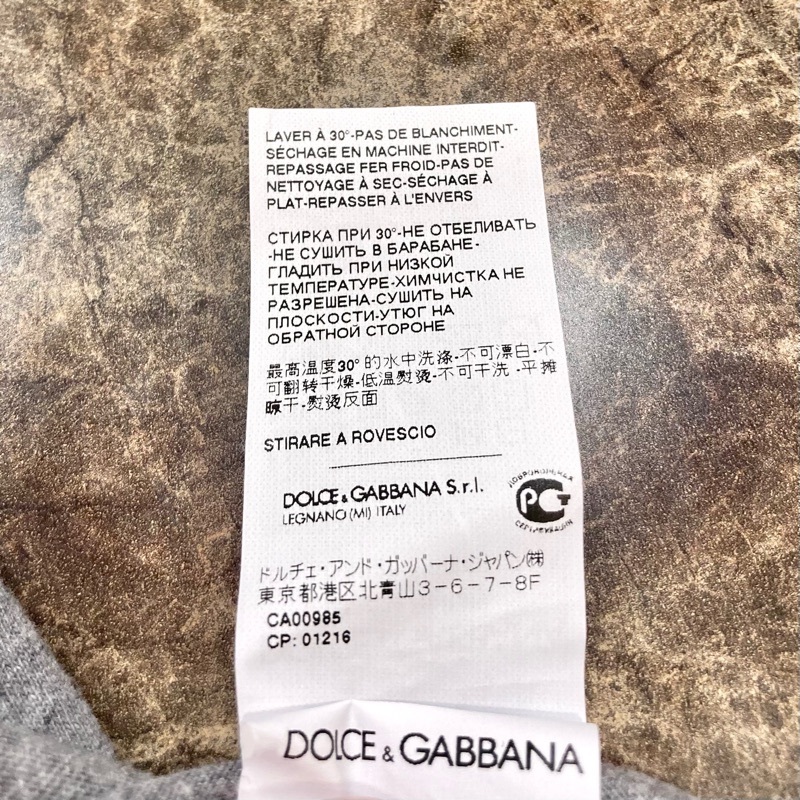 LAVER À 30°-PAS DE BLANCHIMENT-
SÉCHAGE EN MACHINE INTERDIT-
REPASSAGE FER FROID-PAS DE
NETTOYAGE À SEC-SÉCHAGE À
PLAT-REPASSER À L'ENVERS
СТИРКА ПРИ 30°-НЕ ОТБЕЛИВАТЬ
-НЕ СУШИТЬ В БАРАБАНЕ-
ГЛАДИТЬ ПРИ НИЗКОЙ
ТЕМПЕРАТУРЕ-ХИМЧИСТКА НЕ
РАЗРЕШЕНА-СУШИТЬ НА
ПЛОСКОСТИ-УТЮГ НА
ОБРАТНОЙ СТОРОНЕ
最高温度30° 的水中洗涤-不可漂白-不
可翻转干燥-低温熨烫-不可干洗 -平摊
晾干-熨烫反面
STIRARE A ROVESCIO
DOLCE & GABBANA S.r.l.
LEGNANO (MI) ITALY
ДОБРОВОЛЬНАЯ
РСТ
СЕРТИФИКАЦИЯ
ドルチェ・アンド・ガッバーナ・ジャパン㈱
東京都港区北青山3-6-7-8F
CA00985
CP: 01216
DOLCE & GABBANA